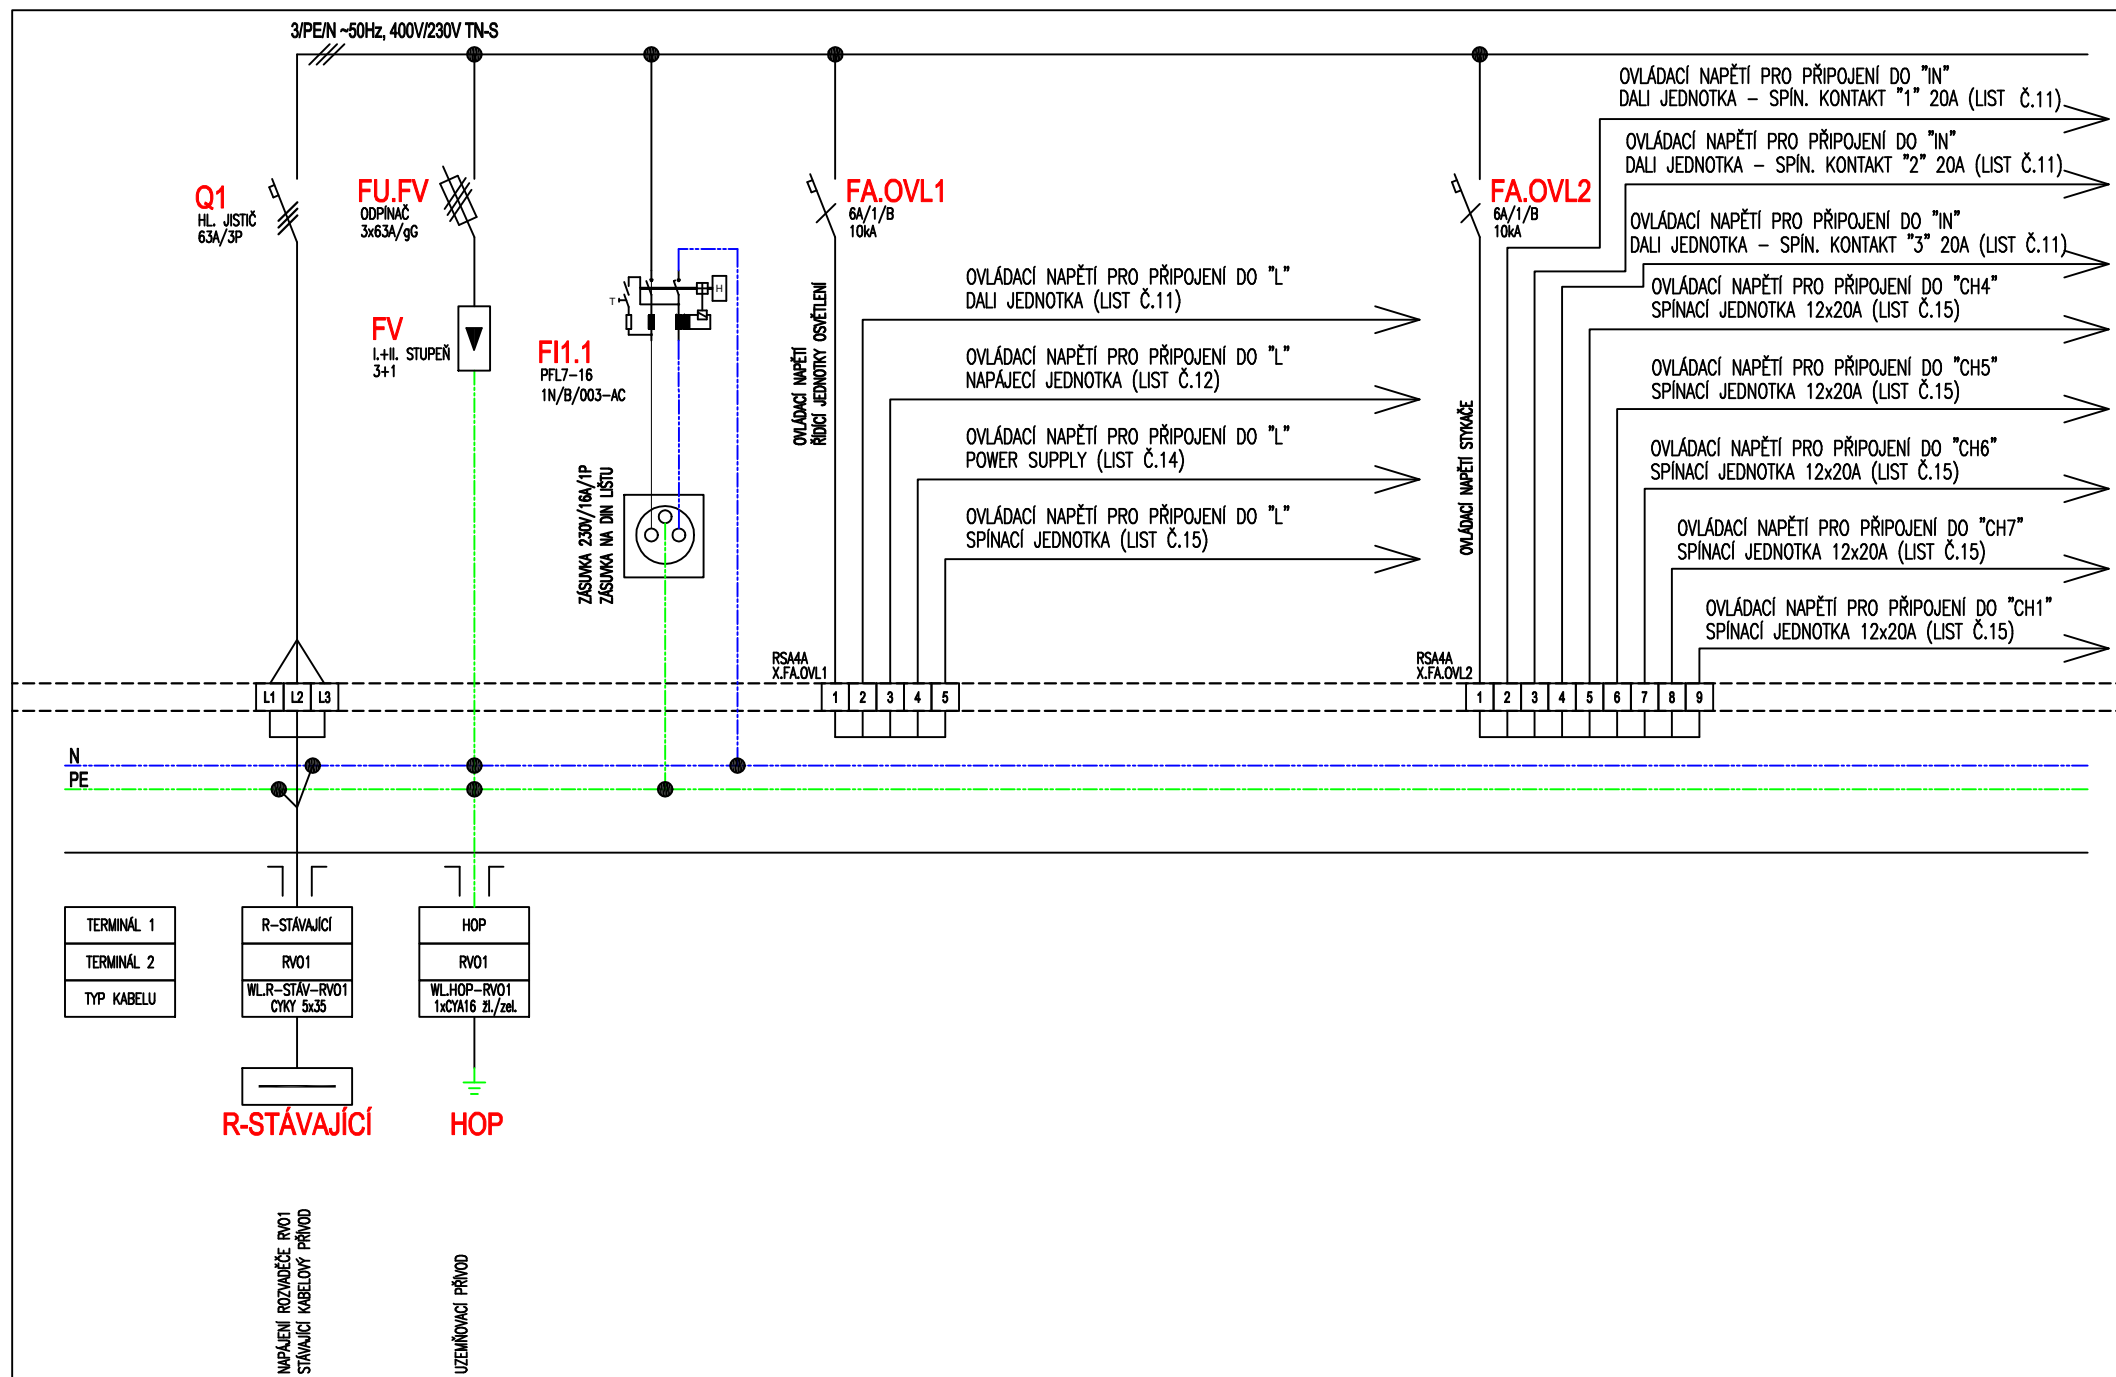 3/PE/N ~50Hz, 400V/230V TN-S
Q1
HL. JISTIČ
63A/3P
FU.FV
ODPÍNAČ
3x63A/gG
FV
I.+II. STUPEŇ
3+1
FI1.1
PFL7-16
1N/B/003-AC
T
H
ZÁSUVKA 230V/16A/1P
ZÁSUVKA NA DIN LIŠTU
FA.OVL1
6A/1/B
10kA
OVLÁDACÍ NAPĚTÍ
ŘÍDÍCÍ JEDNOTKY OSVĚTLENÍ
OVLÁDACÍ NAPĚTÍ PRO PŘIPOJENÍ DO "L"
DALI JEDNOTKA (LIST Č.11)
OVLÁDACÍ NAPĚTÍ PRO PŘIPOJENÍ DO "L"
NAPÁJECÍ JEDNOTKA (LIST Č.12)
OVLÁDACÍ NAPĚTÍ PRO PŘIPOJENÍ DO "L"
POWER SUPPLY (LIST Č.14)
OVLÁDACÍ NAPĚTÍ PRO PŘIPOJENÍ DO "L"
SPÍNACÍ JEDNOTKA (LIST Č.15)
FA.OVL2
6A/1/B
10kA
OVLÁDACÍ NAPĚTÍ STYKAČE
OVLÁDACÍ NAPĚTÍ PRO PŘIPOJENÍ DO "IN"
DALI JEDNOTKA – SPÍN. KONTAKT "1" 20A (LIST Č.11)
OVLÁDACÍ NAPĚTÍ PRO PŘIPOJENÍ DO "IN"
DALI JEDNOTKA – SPÍN. KONTAKT "2" 20A (LIST Č.11)
OVLÁDACÍ NAPĚTÍ PRO PŘIPOJENÍ DO "IN"
DALI JEDNOTKA – SPÍN. KONTAKT "3" 20A (LIST Č.11)
OVLÁDACÍ NAPĚTÍ PRO PŘIPOJENÍ DO "CH4"
SPÍNACÍ JEDNOTKA 12x20A (LIST Č.15)
OVLÁDACÍ NAPĚTÍ PRO PŘIPOJENÍ DO "CH5"
SPÍNACÍ JEDNOTKA 12x20A (LIST Č.15)
OVLÁDACÍ NAPĚTÍ PRO PŘIPOJENÍ DO "CH6"
SPÍNACÍ JEDNOTKA 12x20A (LIST Č.15)
OVLÁDACÍ NAPĚTÍ PRO PŘIPOJENÍ DO "CH7"
SPÍNACÍ JEDNOTKA 12x20A (LIST Č.15)
OVLÁDACÍ NAPĚTÍ PRO PŘIPOJENÍ DO "CH1"
SPÍNACÍ JEDNOTKA 12x20A (LIST Č.15)
RSA4A
X.FA.OVL1
RSA4A
X.FA.OVL2
L1 L2 L3
1 2 3 4 5
1 2 3 4 5 6 7 8 9
N
PE
TERMINÁL 1
TERMINÁL 2
TYP KABELU
R-STÁVAJÍCÍ
RVO1
WL.R-STÁV-RVO1
CYKY 5x35
HOP
RVO1
WL.HOP-RVO1
1xCYA16 žl./zel.
R-STÁVAJÍCÍ
HOP
NAPÁJENÍ ROZVADĚČE RVO1
STÁVAJÍCÍ KABELOVÝ PŘÍVOD
UZEMŇOVACÍ PŘÍVOD